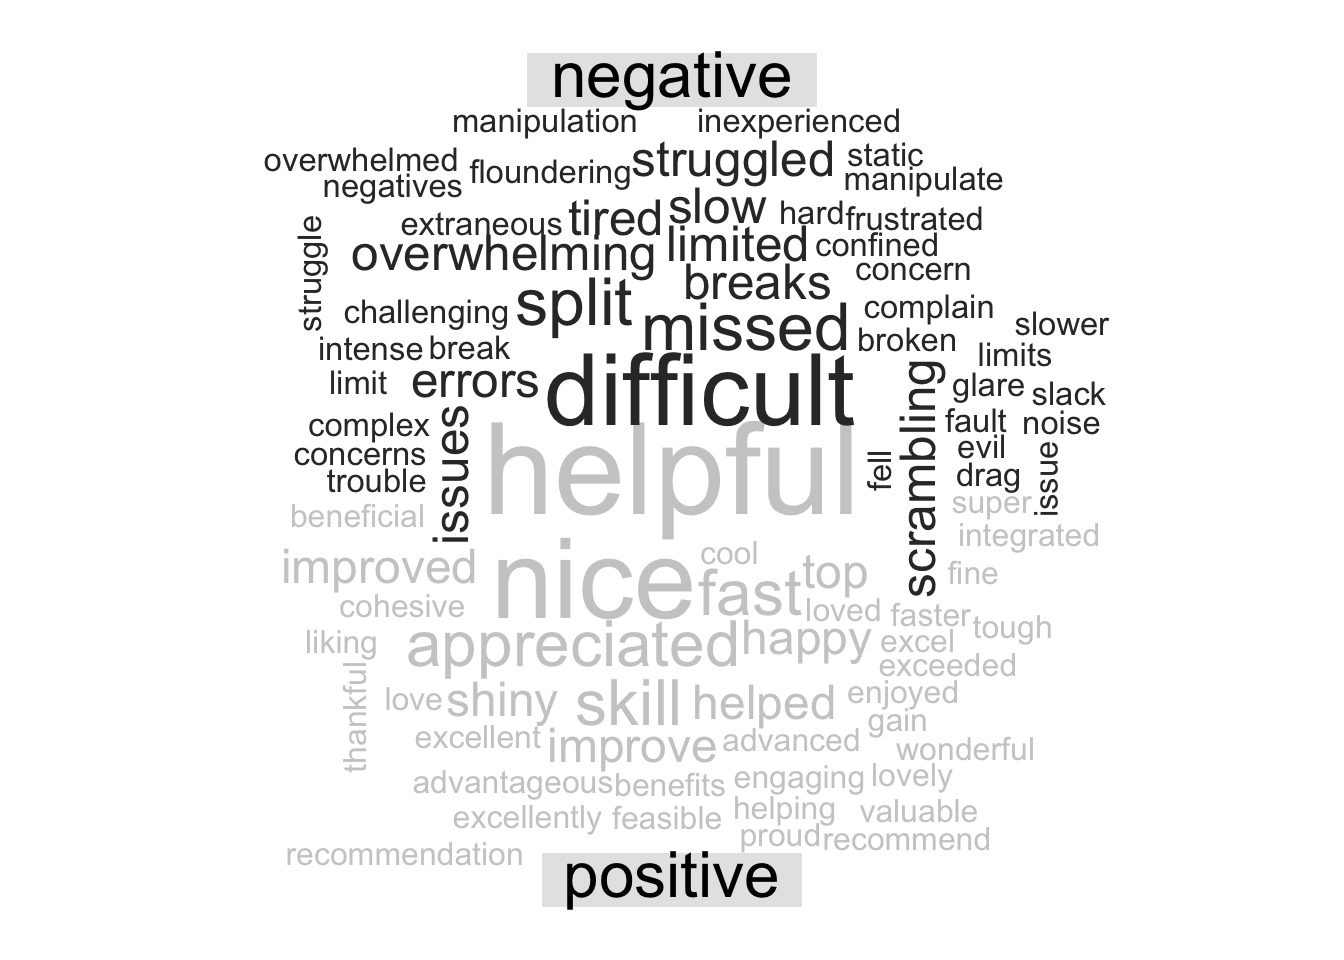 negative
manipulation inexperienced
overwhelmed floundering struggled static
negatives manipulate
extraneous tired slow hard frustrated
struggle overwhelming limited confined
breaks concern
challenging split missed complain slower
intense break broken limits
limit errors difficult scrambling glare slack
complex issues helpful fault noise
concerns fell evil issue
trouble drag
beneficial super
integrated
improved nice cool top fine
cohesive fast loved faster tough
liking appreciated happy excel
exceeded
thankful love shiny skill helped enjoyed
gain
excellent improve advanced wonderful
advantageous benefits engaging lovely
excellently feasible helping valuable
proud recommend
recommendation
positive